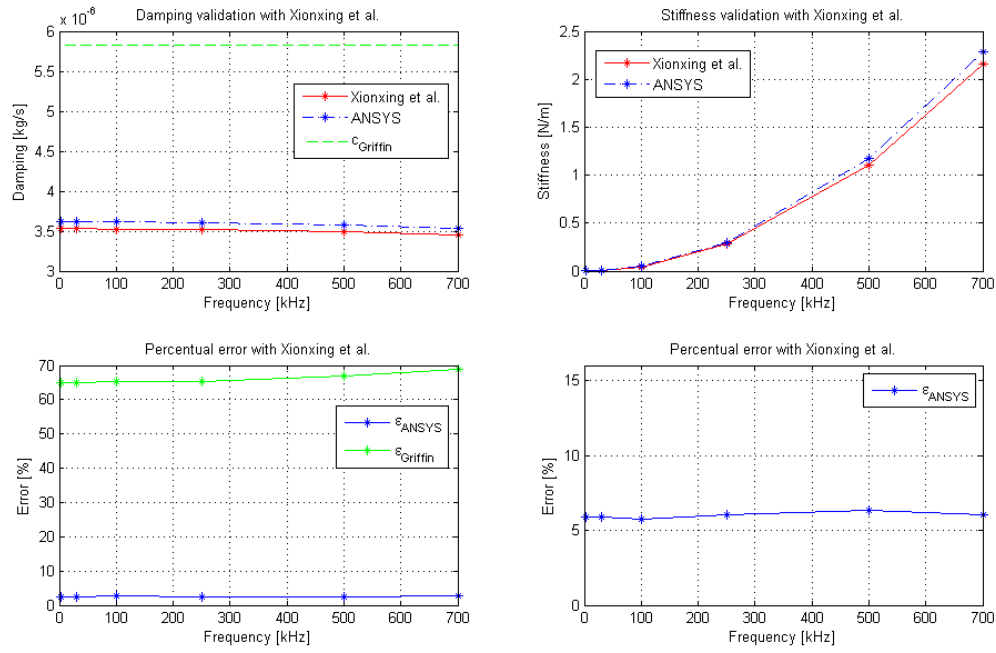 Damping validation with Xionxing et al.
x 10⁻⁶
6
5.5
5
4.5
4
3.5
3
Damping [kg/s]
Xionxing et al.
ANSYS
c_Griffin
0 100 200 300 400 500 600 700
Frequency [kHz]
Stiffness validation with Xionxing et al.
2.5
2
1.5
1
0.5
0
Stiffness [N/m]
Xionxing et al.
ANSYS
0 100 200 300 400 500 600 700
Frequency [kHz]
Percentual error with Xionxing et al.
70
60
50
40
30
20
10
0
Error [%]
ε_ANSYS
ε_Griffin
0 100 200 300 400 500 600 700
Frequency [kHz]
Percentual error with Xionxing et al.
15
10
5
0
Error [%]
ε_ANSYS
0 100 200 300 400 500 600 700
Frequency [kHz]